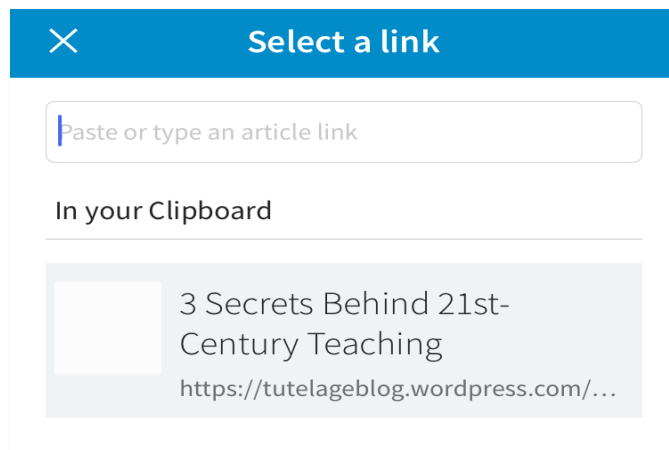 Select a link
Paste or type an article link
In your Clipboard
3 Secrets Behind 21st-
Century Teaching
https://tutelageblog.wordpress.com/...